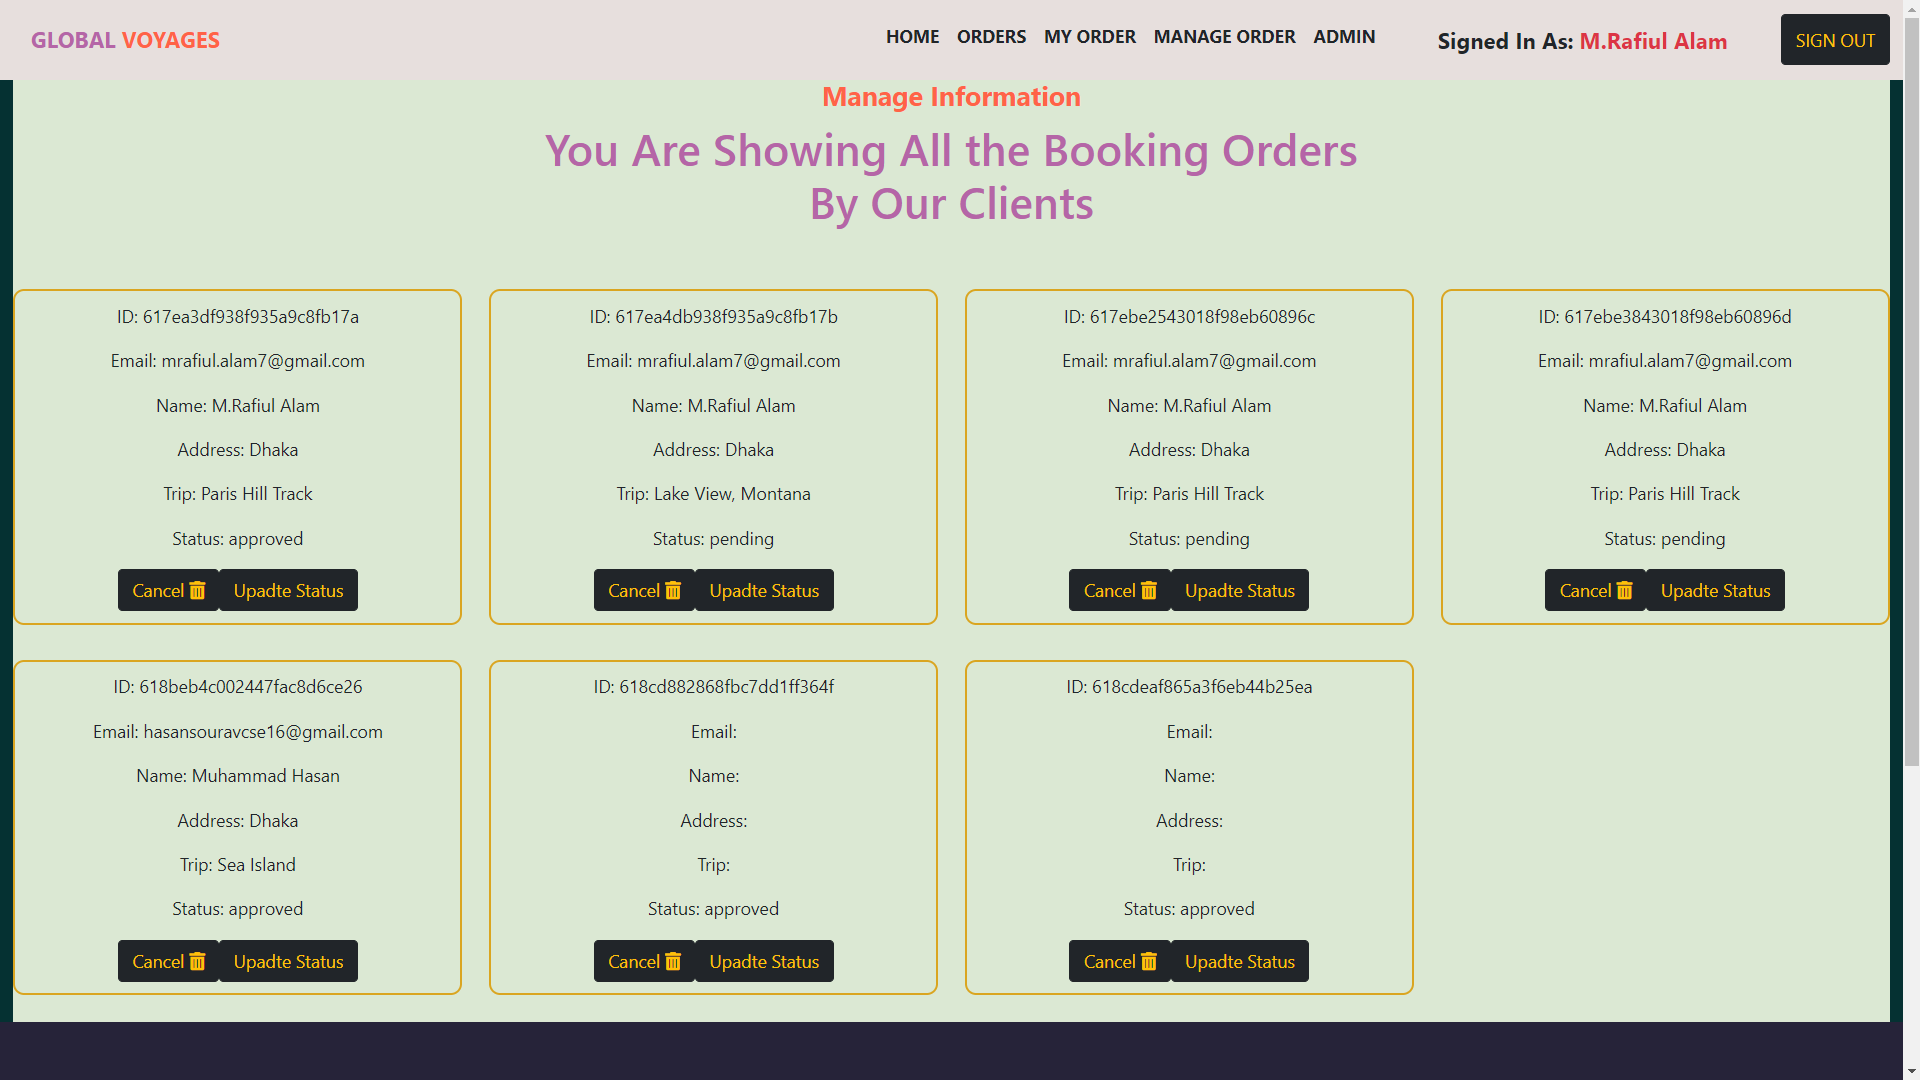 GLOBAL VOYAGES
HOME ORDERS MY ORDER MANAGE ORDER ADMIN
Signed In As: M.Rafiul Alam
SIGN OUT
Manage Information
You Are Showing All the Booking Orders
By Our Clients
ID: 617ea3df938f935a9c8fb17a
Email: mrafiul.alam7@gmail.com
Name: M.Rafiul Alam
Address: Dhaka
Trip: Paris Hill Track
Status: approved
Cancel Upadte Status
ID: 617ea4db938f935a9c8fb17b
Email: mrafiul.alam7@gmail.com
Name: M.Rafiul Alam
Address: Dhaka
Trip: Lake View, Montana
Status: pending
Cancel Upadte Status
ID: 617ebe2543018f98eb60896c
Email: mrafiul.alam7@gmail.com
Name: M.Rafiul Alam
Address: Dhaka
Trip: Paris Hill Track
Status: pending
Cancel Upadte Status
ID: 617ebe3843018f98eb60896d
Email: mrafiul.alam7@gmail.com
Name: M.Rafiul Alam
Address: Dhaka
Trip: Paris Hill Track
Status: pending
Cancel Upadte Status
ID: 618beb4c002447fac8d6ce26
Email: hasansouravcse16@gmail.com
Name: Muhammad Hasan
Address: Dhaka
Trip: Sea Island
Status: approved
Cancel Upadte Status
ID: 618cd882868fbc7dd1ff364f
Email:
Name:
Address:
Trip:
Status: approved
Cancel Upadte Status
ID: 618cdeaf865a3f6eb44b25ea
Email:
Name:
Address:
Trip:
Status: approved
Cancel Upadte Status